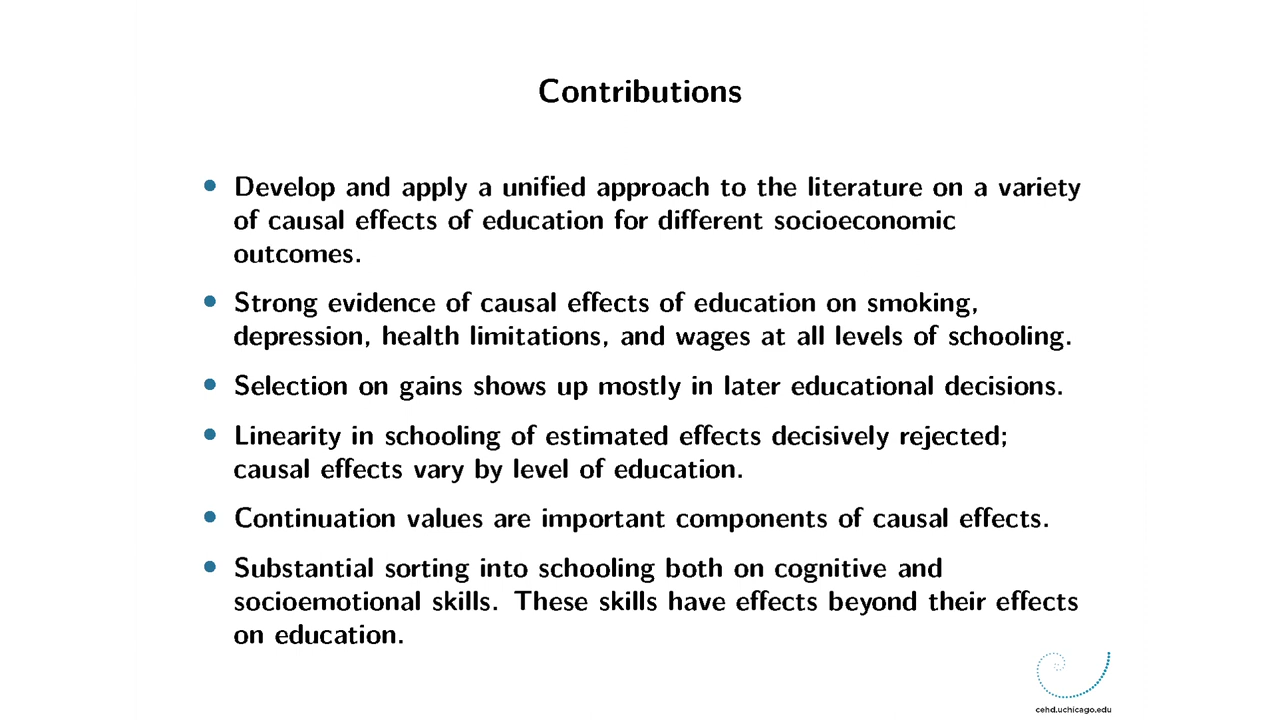 Contributions
• Develop and apply a unified approach to the literature on a variety
of causal effects of education for different socioeconomic
outcomes.
• Strong evidence of causal effects of education on smoking,
depression, health limitations, and wages at all levels of schooling.
• Selection on gains shows up mostly in later educational decisions.
• Linearity in schooling of estimated effects decisively rejected;
causal effects vary by level of education.
• Continuation values are important components of causal effects.
• Substantial sorting into schooling both on cognitive and
socioemotional skills. These skills have effects beyond their effects
on education.
cehd.uchicago.edu